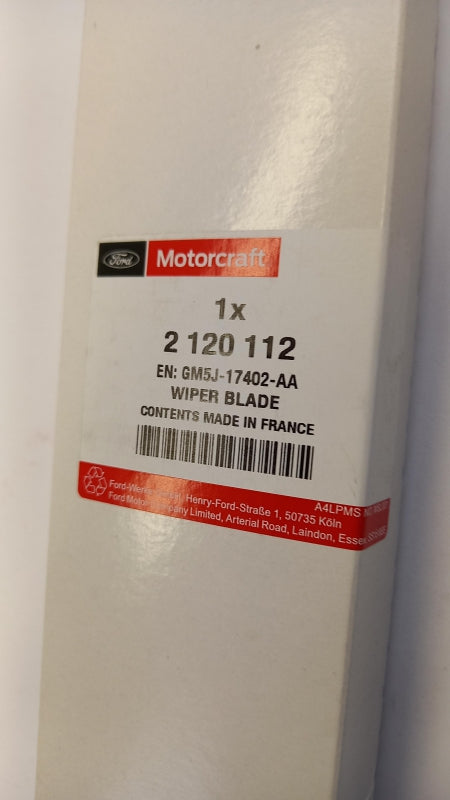 Ford
Motorcraft
1x
2 120 112
EN: GM5J-17402-AA
WIPER BLADE
CONTENTS MADE IN FRANCE
A4LPMS
Henry-Ford-Straße 1, 50735 Köln
Ford Motor Company Limited, Arterial Road, Laindon, Essex